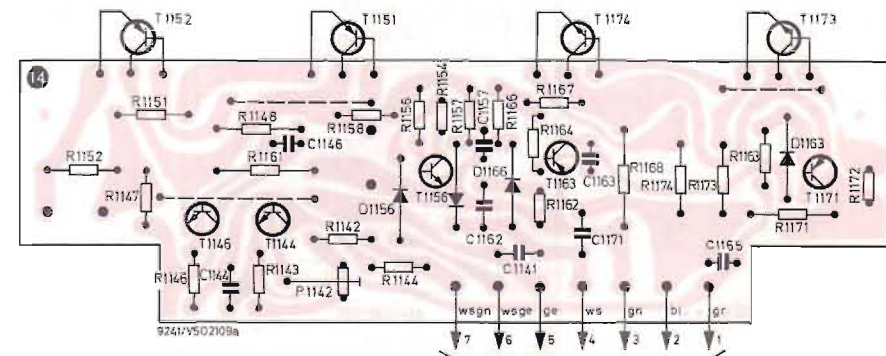 T1152
T1151
T1174
T1173
14
R1154
R1156
R1157
C1157
R1166
R1167
R1151
R1148
R1158
C1146
R1164
R1152
R1161
R1147
D1156
T1156
D1166
T1163
C1163
R1168
R1174
R1173
R1163
D1163
T1171
R1172
R1162
T1146
T1144
R1142
C1162
C1171
R1171
C1141
C1165
R1146
C1144
R1143
R1142
R1144
wsgn
wsge
ge
ws
gn
bl
gr
9241/VS02109a
7
6
5
4
3
2
1